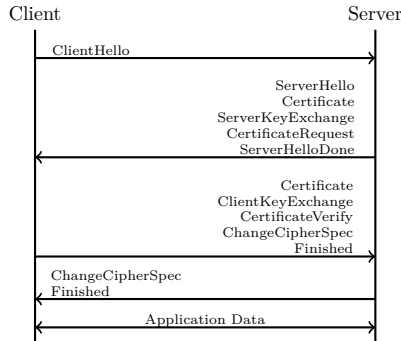 Client
Server
ClientHello
ServerHello
Certificate
ServerKeyExchange
CertificateRequest
ServerHelloDone
Certificate
ClientKeyExchange
CertificateVerify
ChangeCipherSpec
Finished
ChangeCipherSpec
Finished
Application Data